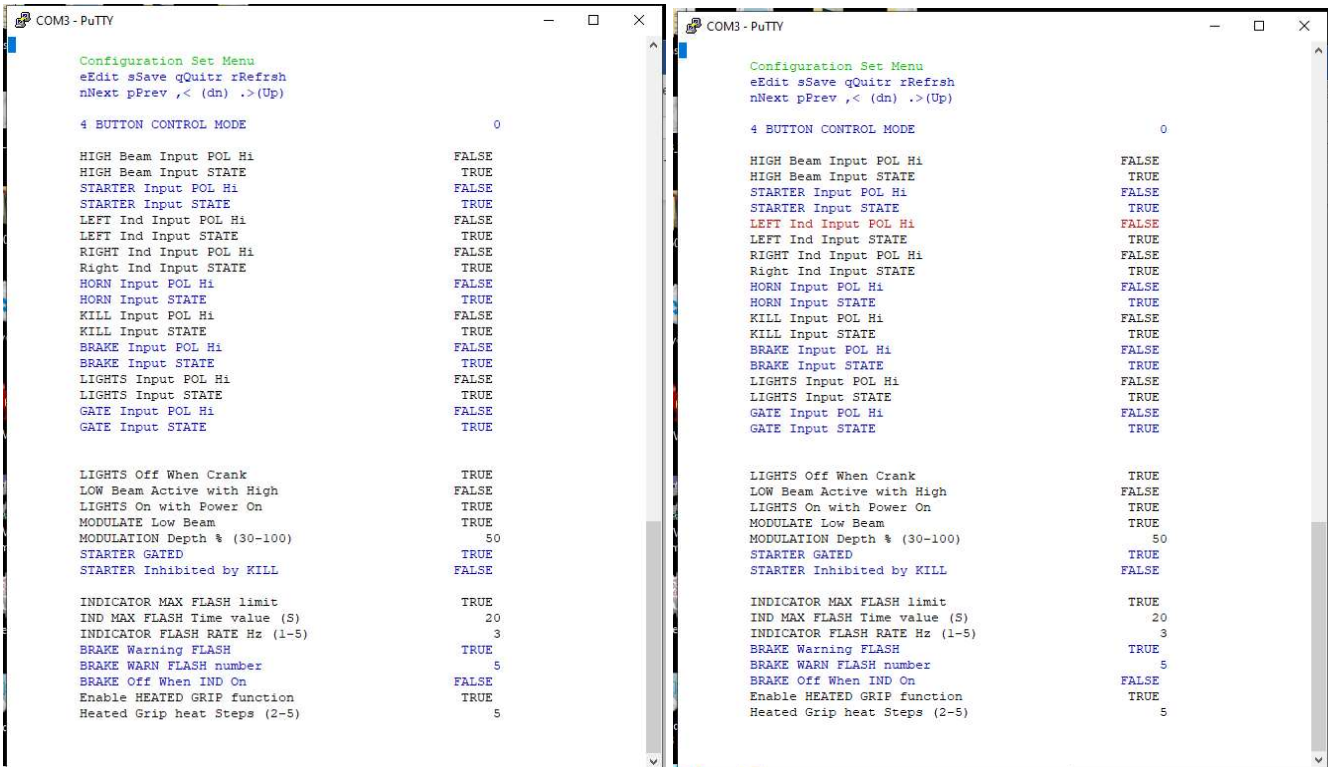 COM3 - PuTTY
Configuration Set Menu
eEdit sSave qQuitr rRefrsh
nNext pPrev ,< (dn) .>(Up)
4 BUTTON CONTROL MODE 0
HIGH Beam Input POL Hi FALSE
HIGH Beam Input STATE TRUE
STARTER Input POL Hi FALSE
STARTER Input STATE TRUE
LEFT Ind Input POL Hi FALSE
LEFT Ind Input STATE TRUE
RIGHT Ind Input POL Hi FALSE
Right Ind Input STATE TRUE
HORN Input POL Hi FALSE
HORN Input STATE TRUE
KILL Input POL Hi FALSE
KILL Input STATE TRUE
BRAKE Input POL Hi FALSE
BRAKE Input STATE TRUE
LIGHTS Input POL Hi FALSE
LIGHTS Input STATE TRUE
GATE Input POL Hi FALSE
GATE Input STATE TRUE
LIGHTS Off When Crank TRUE
LOW Beam Active with High FALSE
LIGHTS On with Power On TRUE
MODULATE Low Beam TRUE
MODULATION Depth % (30-100) 50
STARTER GATED TRUE
STARTER Inhibited by KILL FALSE
INDICATOR MAX FLASH limit TRUE
IND MAX FLASH Time value (S) 20
INDICATOR FLASH RATE Hz (1-5) 3
BRAKE Warning FLASH TRUE
BRAKE WARN FLASH number 5
BRAKE Off When IND On FALSE
Enable HEATED GRIP function TRUE
Heated Grip heat Steps (2-5) 5
COM3 - PuTTY
Configuration Set Menu
eEdit sSave qQuitr rRefrsh
nNext pPrev ,< (dn) .>(Up)
4 BUTTON CONTROL MODE 0
HIGH Beam Input POL Hi FALSE
HIGH Beam Input STATE TRUE
STARTER Input POL Hi FALSE
STARTER Input STATE TRUE
LEFT Ind Input POL Hi FALSE
LEFT Ind Input STATE TRUE
RIGHT Ind Input POL Hi FALSE
Right Ind Input STATE TRUE
HORN Input POL Hi FALSE
HORN Input STATE TRUE
KILL Input POL Hi FALSE
KILL Input STATE TRUE
BRAKE Input POL Hi FALSE
BRAKE Input STATE TRUE
LIGHTS Input POL Hi FALSE
LIGHTS Input STATE TRUE
GATE Input POL Hi FALSE
GATE Input STATE TRUE
LIGHTS Off When Crank TRUE
LOW Beam Active with High FALSE
LIGHTS On with Power On TRUE
MODULATE Low Beam TRUE
MODULATION Depth % (30-100) 50
STARTER GATED TRUE
STARTER Inhibited by KILL FALSE
INDICATOR MAX FLASH limit TRUE
IND MAX FLASH Time value (S) 20
INDICATOR FLASH RATE Hz (1-5) 3
BRAKE Warning FLASH TRUE
BRAKE WARN FLASH number 5
BRAKE Off When IND On FALSE
Enable HEATED GRIP function TRUE
Heated Grip heat Steps (2-5) 5